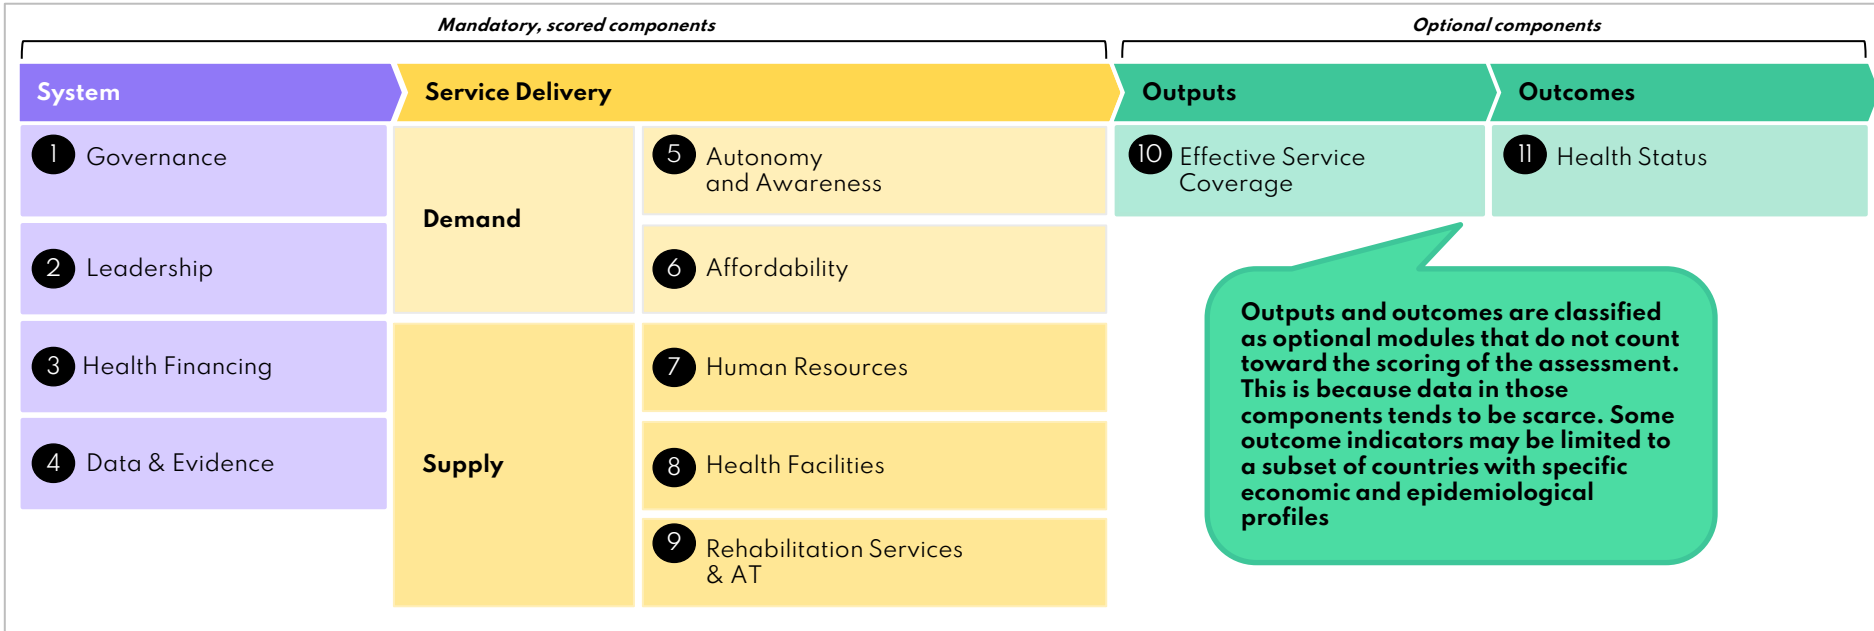 Mandatory, scored components
Optional components
System
Service Delivery
Outputs
Outcomes
1 Governance
2 Leadership
3 Health Financing
4 Data & Evidence
Demand
5 Autonomy
and Awareness
6 Affordability
Supply
7 Human Resources
8 Health Facilities
9 Rehabilitation Services
& AT
10 Effective Service
Coverage
11 Health Status
Outputs and outcomes are classified
as optional modules that do not count
toward the scoring of the assessment.
This is because data in those
components tends to be scarce. Some
outcome indicators may be limited to
a subset of countries with specific
economic and epidemiological
profiles